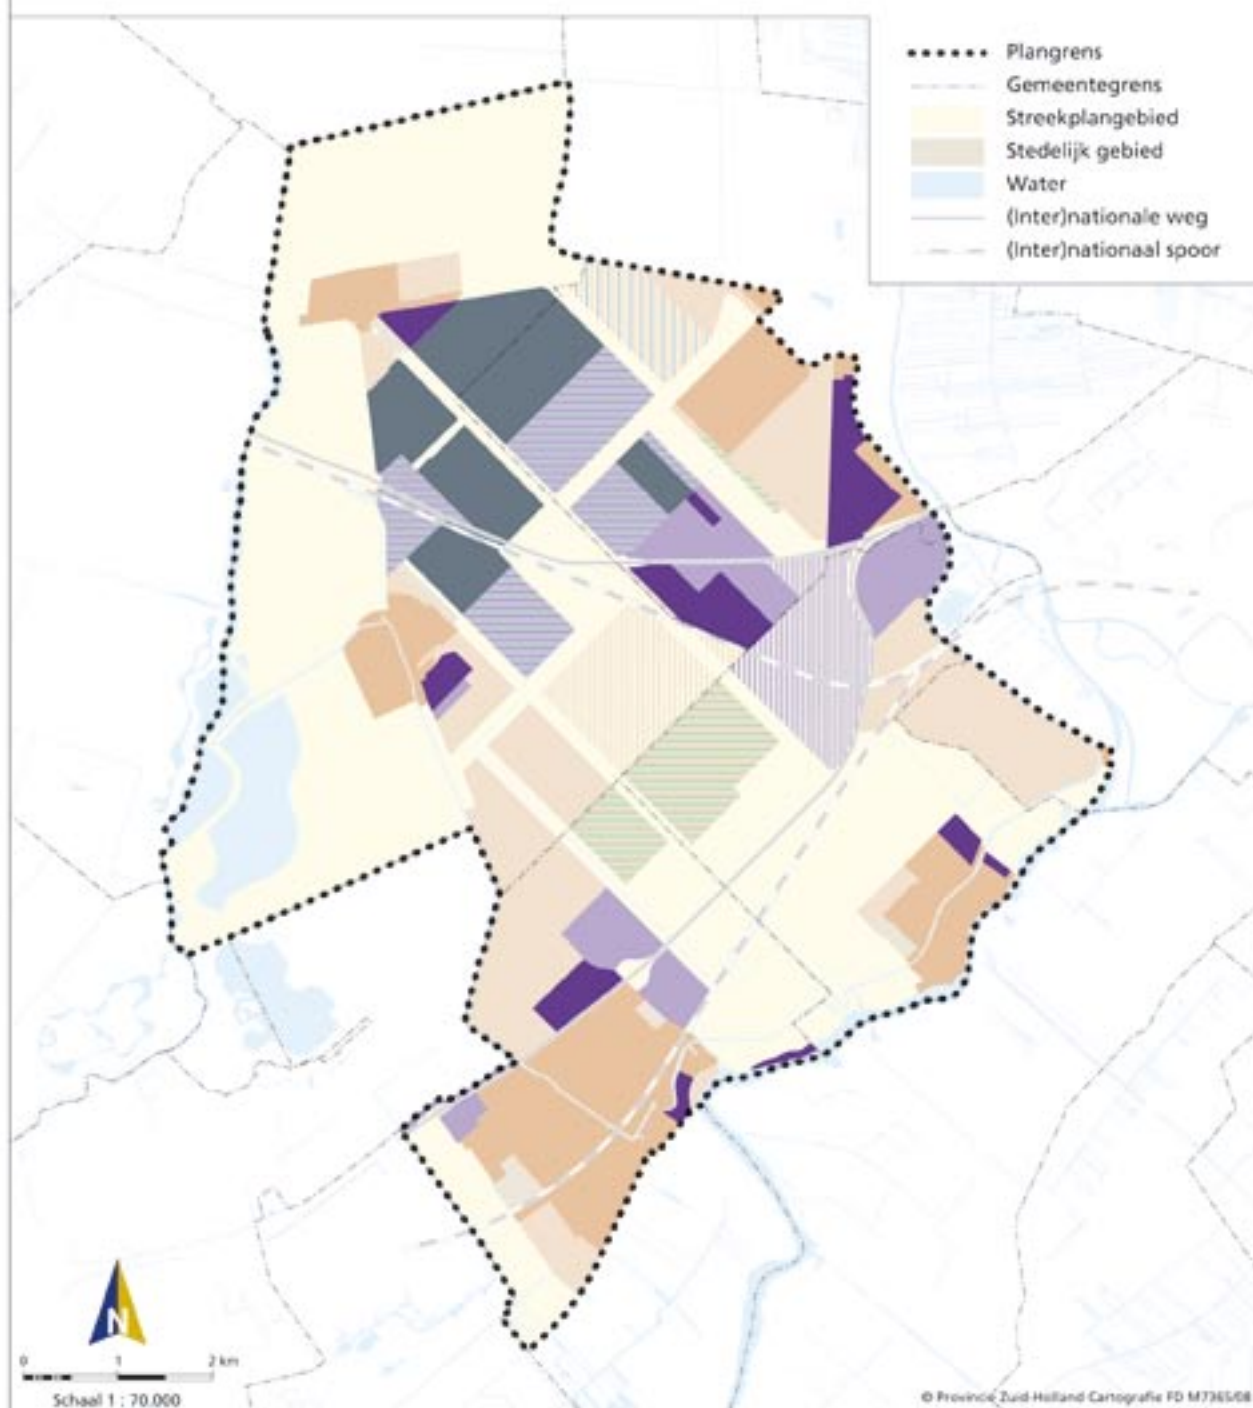 Plangrens
Gemeentegrens
Streekplangebied
Stedelijk gebied
Water
(Inter)nationale weg
(Inter)nationaal spoor
N
0 1 2 km
Schaal 1 : 70.000
© Provincie Zuid-Holland Cartografie FD M7365/08